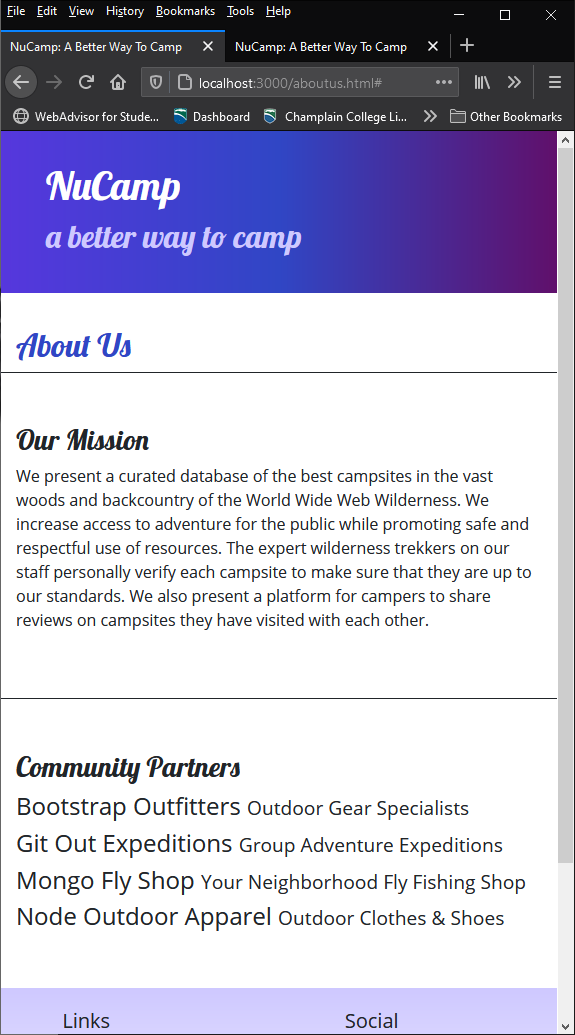 File Edit View History Bookmarks Tools Help
NuCamp: A Better Way To Camp NuCamp: A Better Way To Camp
localhost:3000/aboutus.html#
WebAdvisor for Stude... Dashboard Champlain College Li... Other Bookmarks
NuCamp
a better way to camp
About Us
Our Mission
We present a curated database of the best campsites in the vast
woods and backcountry of the World Wide Web Wilderness. We
increase access to adventure for the public while promoting safe and
respectful use of resources. The expert wilderness trekkers on our
staff personally verify each campsite to make sure that they are up to
our standards. We also present a platform for campers to share
reviews on campsites they have visited with each other.
Community Partners
Bootstrap Outfitters Outdoor Gear Specialists
Git Out Expeditions Group Adventure Expeditions
Mongo Fly Shop Your Neighborhood Fly Fishing Shop
Node Outdoor Apparel Outdoor Clothes & Shoes
Links Social